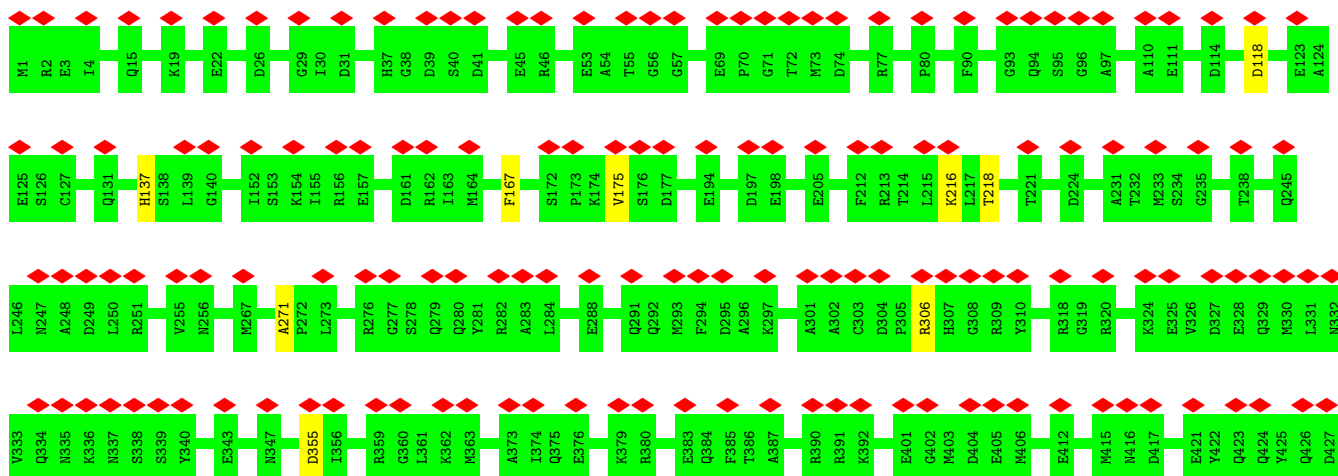 M1 R2 E3 I4 Q15 K19 E22 D26 G29 I30 D31 H37 G38 D39 S40 D41 E45 R46 E53 A54 T55 G56 G57 E69 P70 G71 T72 M73 D74 R77 P80 F90 G93 Q94 S95 G96 A97 A110 E111 D114 D118 E123 A124
E125 S126 C127 Q131 H137 S138 L139 G140 I152 S153 K154 I155 R156 E157 D161 R162 I163 M164 F167 S172 P173 K174 V175 S176 D177 E194 D197 E198 E205 F212 R213 T214 L215 K216 L217 T218 T221 D224 A231 T232 M233 S234 G235 T238 Q245
L246 N247 A248 D249 L250 R251 V255 N256 M267 A271 P272 L273 R276 G277 S278 Q279 Q280 Y281 R282 A283 L284 E288 Q291 Q292 M293 F294 D295 A296 K297 A301 A302 C303 D304 P305 R306 H307 G308 R309 Y310 R318 G319 R320 K324 E325 V326 D327 E328 Q329 M330 L331 N332
V333 Q334 N335 K336 N337 S338 S339 Y340 E343 N347 D355 I356 R359 G360 L361 K362 M363 A373 I374 Q375 E376 K379 R380 E383 Q384 F385 T386 A387 R390 R391 K392 E401 G402 M403 D404 E405 M406 E412 M415 N416 D417 E421 Y422 Q423 Q424 Y425 Q426 D427